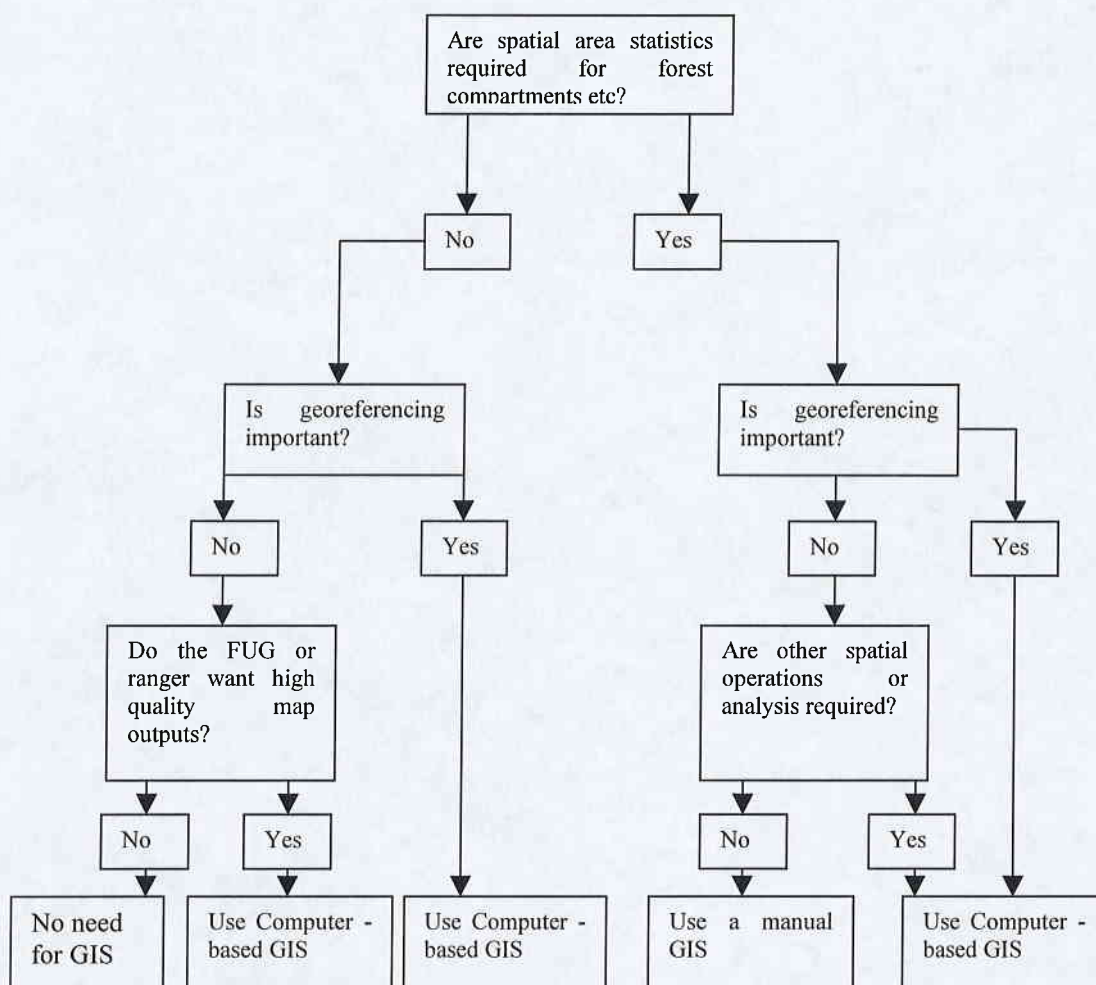 Are spatial area statistics
required for forest
compartments etc?
No
Yes
Is georeferencing
important?
Is georeferencing
important?
No
Yes
No
Yes
Do the FUG or
ranger want high
quality map
outputs?
Are other spatial
operations or
analysis required?
No
Yes
No
Yes
No need
for GIS
Use Computer -
based GIS
Use Computer -
based GIS
Use a manual
GIS
Use Computer -
based GIS